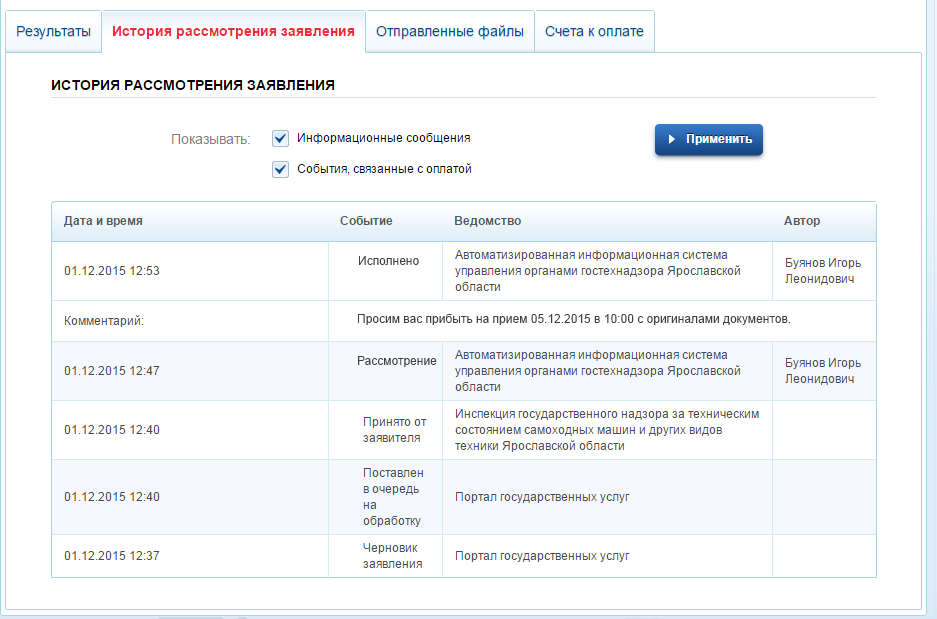 Результаты
История рассмотрения заявления
Отправленные файлы
Счета к оплате
ИСТОРИЯ РАССМОТРЕНИЯ ЗАЯВЛЕНИЯ
Показывать:
Информационные сообщения
Применить
События, связанные с оплатой
Дата и время
Событие
Ведомство
Автор
01.12.2015 12:53
Исполнено
Автоматизированная информационная система
управления органами гостехнадзора Ярославской
области
Буянов Игорь
Леонидович
Комментарий:
Просим вас прибыть на прием 05.12.2015 в 10:00 с оригиналами документов.
01.12.2015 12:47
Рассмотрение
Автоматизированная информационная система
управления органами гостехнадзора Ярославской
области
Буянов Игорь
Леонидович
01.12.2015 12:40
Принято от
заявителя
Инспекция государственного надзора за техническим
состоянием самоходных машин и других видов
техники Ярославской области
01.12.2015 12:40
Поставлен
в очередь
на
обработку
Портал государственных услуг
01.12.2015 12:37
Черновик
заявления
Портал государственных услуг